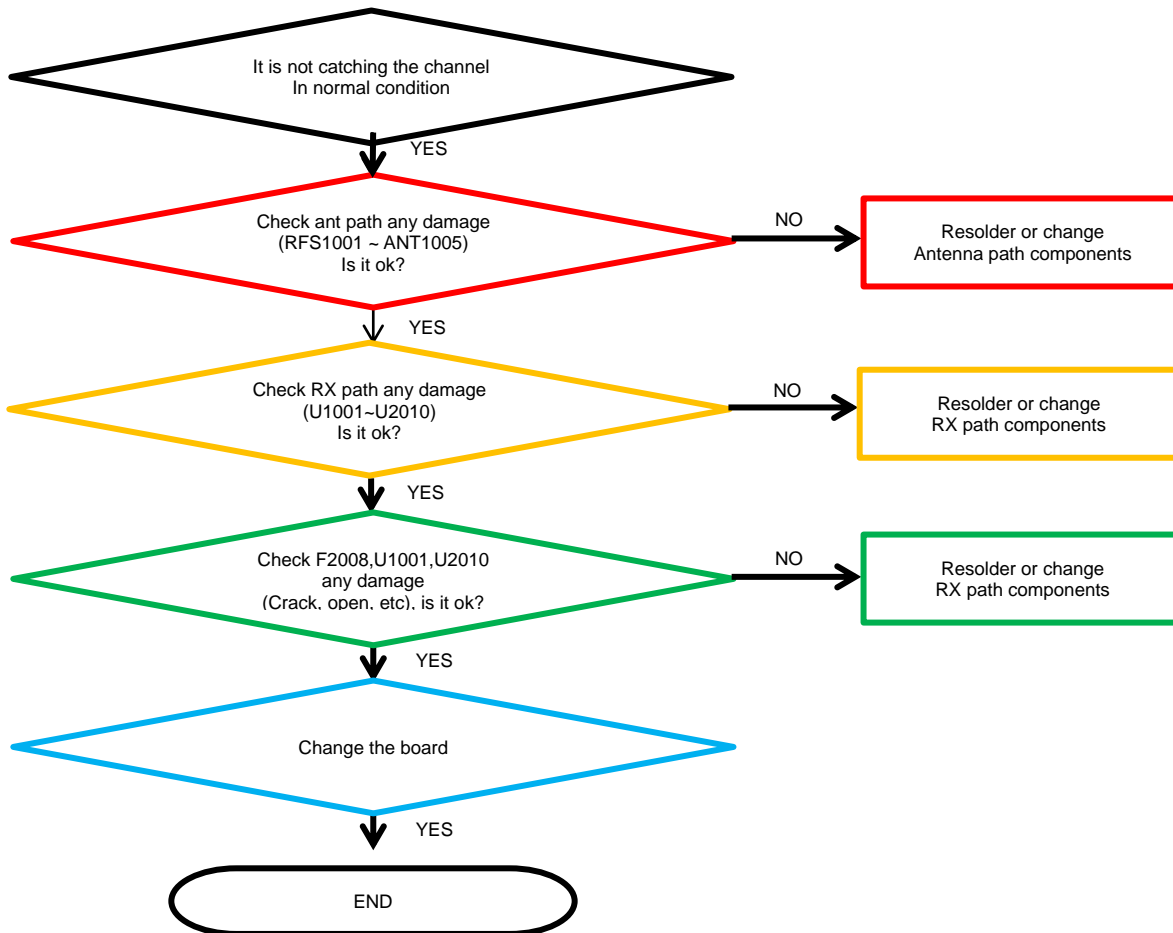 It is not catching the channel
In normal condition
YES
Check ant path any damage
(RFS1001 ~ ANT1005)
Is it ok?
NO
Resolder or change
Antenna path components
YES
Check RX path any damage
(U1001~U2010)
Is it ok?
NO
Resolder or change
RX path components
YES
Check F2008,U1001,U2010
any damage
(Crack, open, etc), is it ok?
NO
Resolder or change
RX path components
YES
Change the board
YES
END